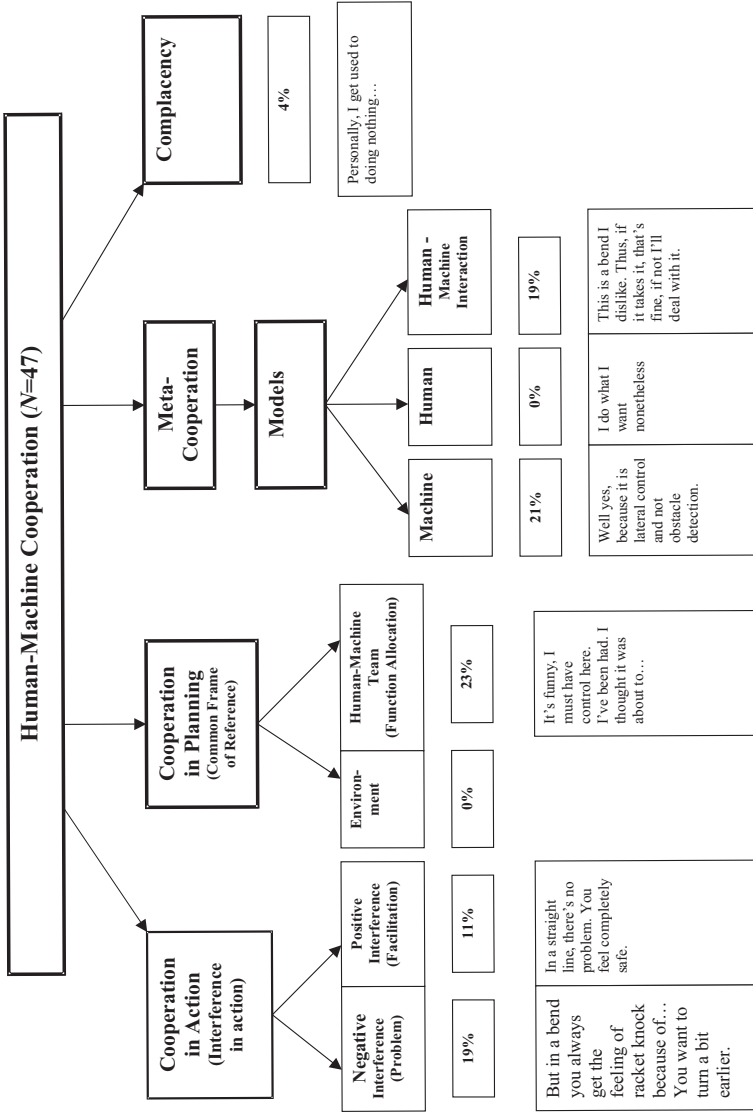 Human-Machine Cooperation (N=47)
Cooperation
in Action
(Interference
in action)
Cooperation
in Planning
(Common Frame
of Reference)
Meta-
Cooperation
Complacency
Models
Negative
Interference
(Problem)
Positive
Interference
(Facilitation)
Environ-
ment
Human-Machine
Team
(Function Allocation)
Machine
Human
Human -
Machine
Interaction
19%
11%
0%
23%
21%
0%
19%
4%
But in a bend
you always
get the
feeling of
racket knock
because of…
You want to
turn a bit
earlier.
In a straight
line, there's no
problem. You
feel completely
safe.
It's funny, I
must have
control here.
I've been had. I
thought it was
about to…
Well yes,
because it is
lateral control
and not
obstacle
detection.
I do what I
want
nonetheless
This is a bend I
dislike. Thus, if
it takes it, that's
fine, if not I'll
deal with it.
Personally, I get used to
doing nothing…